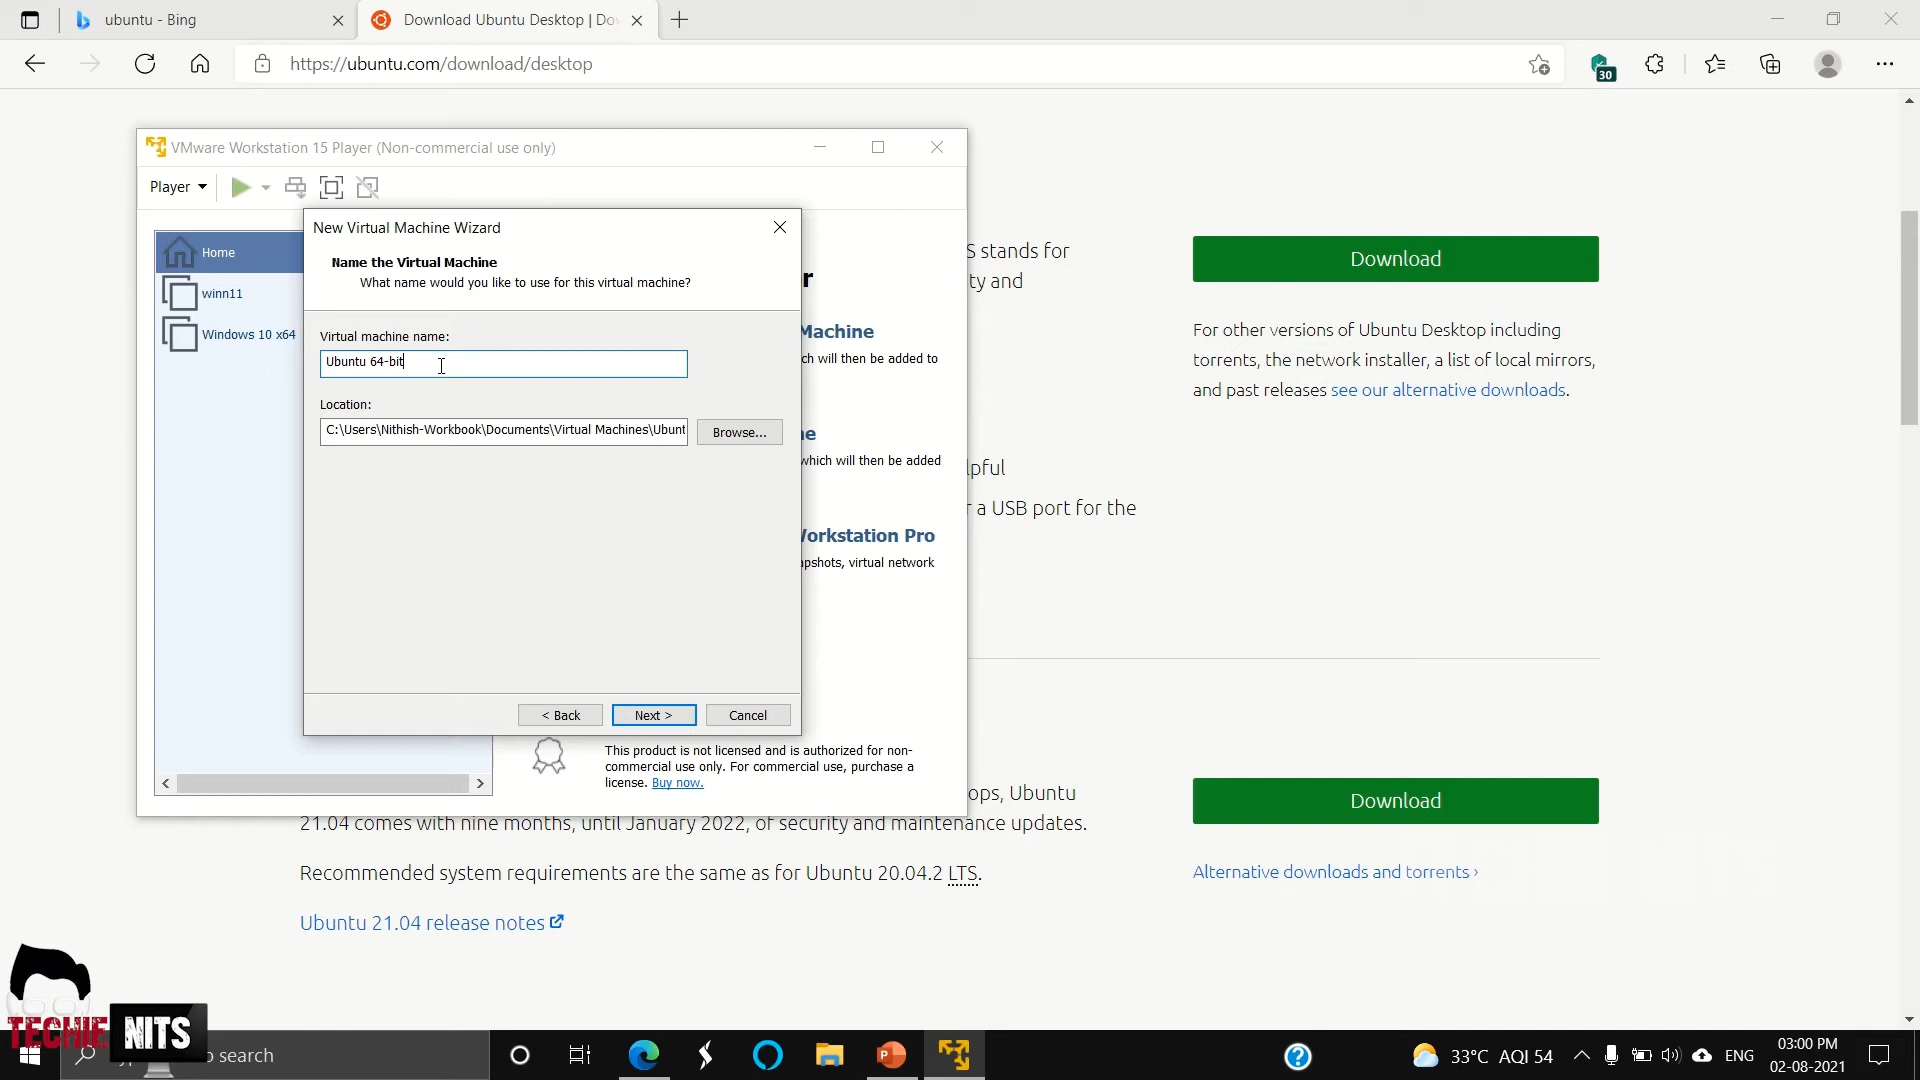 ubuntu - Bing
Download Ubuntu Desktop | Do
https://ubuntu.com/download/desktop
30
VMware Workstation 15 Player (Non-commercial use only)
Player
Home
winn11
Windows 10 x64
New Virtual Machine Wizard
Name the Virtual Machine
What name would you like to use for this virtual machine?
Virtual machine name:
Ubuntu 64-bit
Location:
C:\Users\Nithish-Workbook\Documents\Virtual Machines\Ubunt
Browse...
< Back
Next >
Cancel
r
Machine
ch will then be added to
which will then be added
Workstation Pro
apshots, virtual network
This product is not licensed and is authorized for non-
commercial use only. For commercial use, purchase a
license. Buy now.
S stands for
ty and
lpful
r a USB port for the
Download
For other versions of Ubuntu Desktop including
torrents, the network installer, a list of local mirrors,
and past releases see our alternative downloads.
ops, Ubuntu
21.04 comes with nine months, until January 2022, of security and maintenance updates.
Recommended system requirements are the same as for Ubuntu 20.04.2 LTS.
Ubuntu 21.04 release notes
Download
Alternative downloads and torrents ›
TECHIE NITS
o search
33°C AQI 54
ENG
03:00 PM
02-08-2021